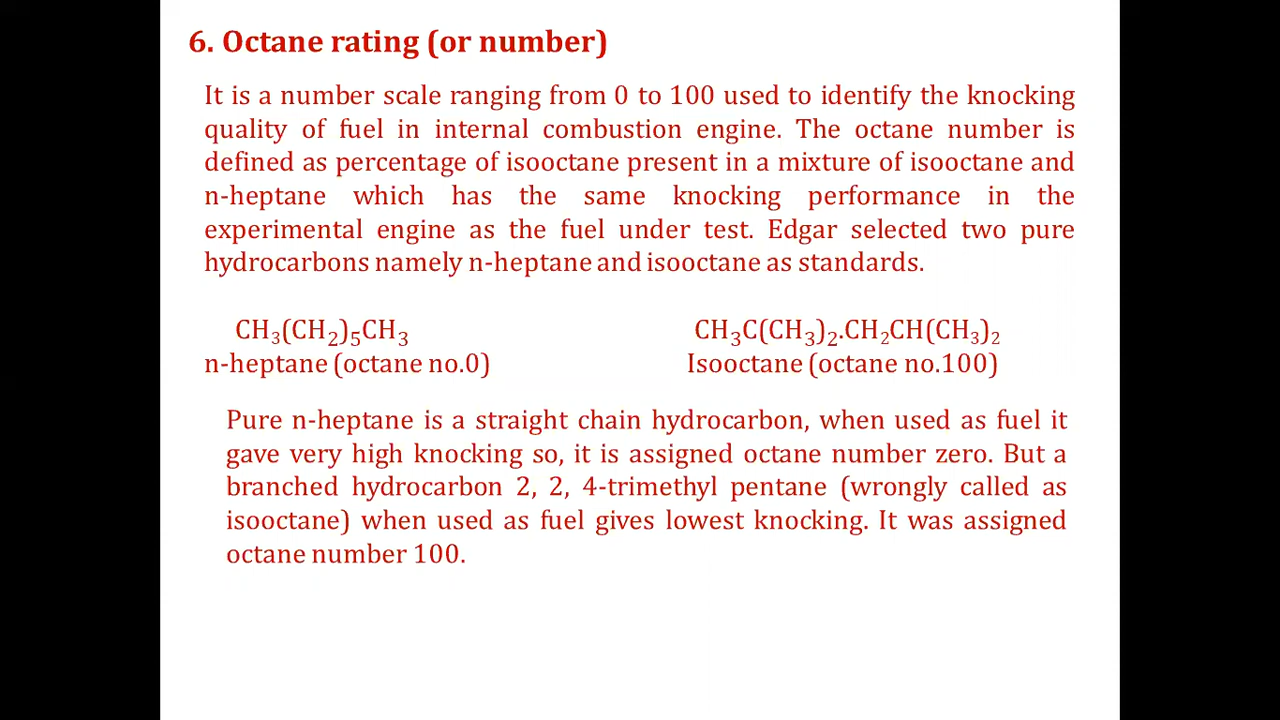 6. Octane rating (or number)
It is a number scale ranging from 0 to 100 used to identify the knocking
quality of fuel in internal combustion engine. The octane number is
defined as percentage of isooctane present in a mixture of isooctane and
n-heptane which has the same knocking performance in the
experimental engine as the fuel under test. Edgar selected two pure
hydrocarbons namely n-heptane and isooctane as standards.
CH₃(CH₂)₅CH₃ CH₃C(CH₃)₂.CH₂CH(CH₃)₂
n-heptane (octane no.0) Isooctane (octane no.100)
Pure n-heptane is a straight chain hydrocarbon, when used as fuel it
gave very high knocking so, it is assigned octane number zero. But a
branched hydrocarbon 2, 2, 4-trimethyl pentane (wrongly called as
isooctane) when used as fuel gives lowest knocking. It was assigned
octane number 100.